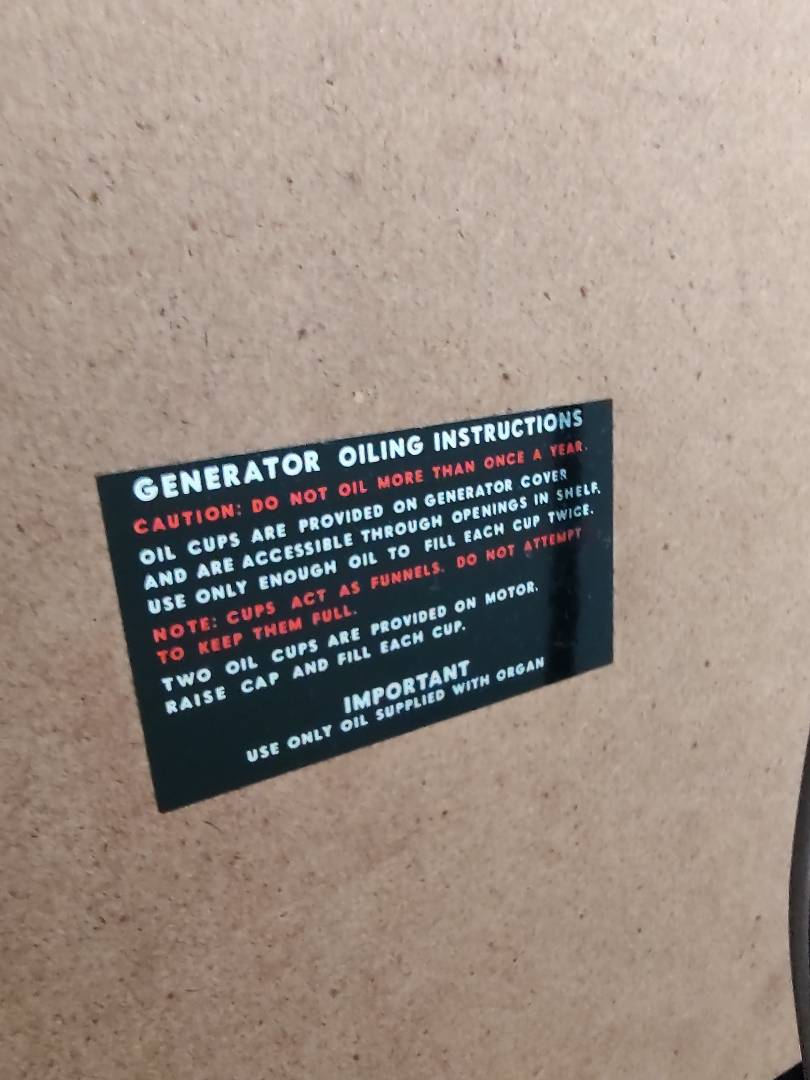 GENERATOR OILING INSTRUCTIONS
CAUTION: DO NOT OIL MORE THAN ONCE A YEAR.
OIL CUPS ARE PROVIDED ON GENERATOR COVER
AND ARE ACCESSIBLE THROUGH OPENINGS IN SHELF.
USE ONLY ENOUGH OIL TO FILL EACH CUP TWICE.
NOTE: CUPS ACT AS FUNNELS. DO NOT ATTEMPT
TO KEEP THEM FULL.
TWO OIL CUPS ARE PROVIDED ON MOTOR.
RAISE CAP AND FILL EACH CUP.
IMPORTANT
USE ONLY OIL SUPPLIED WITH ORGAN